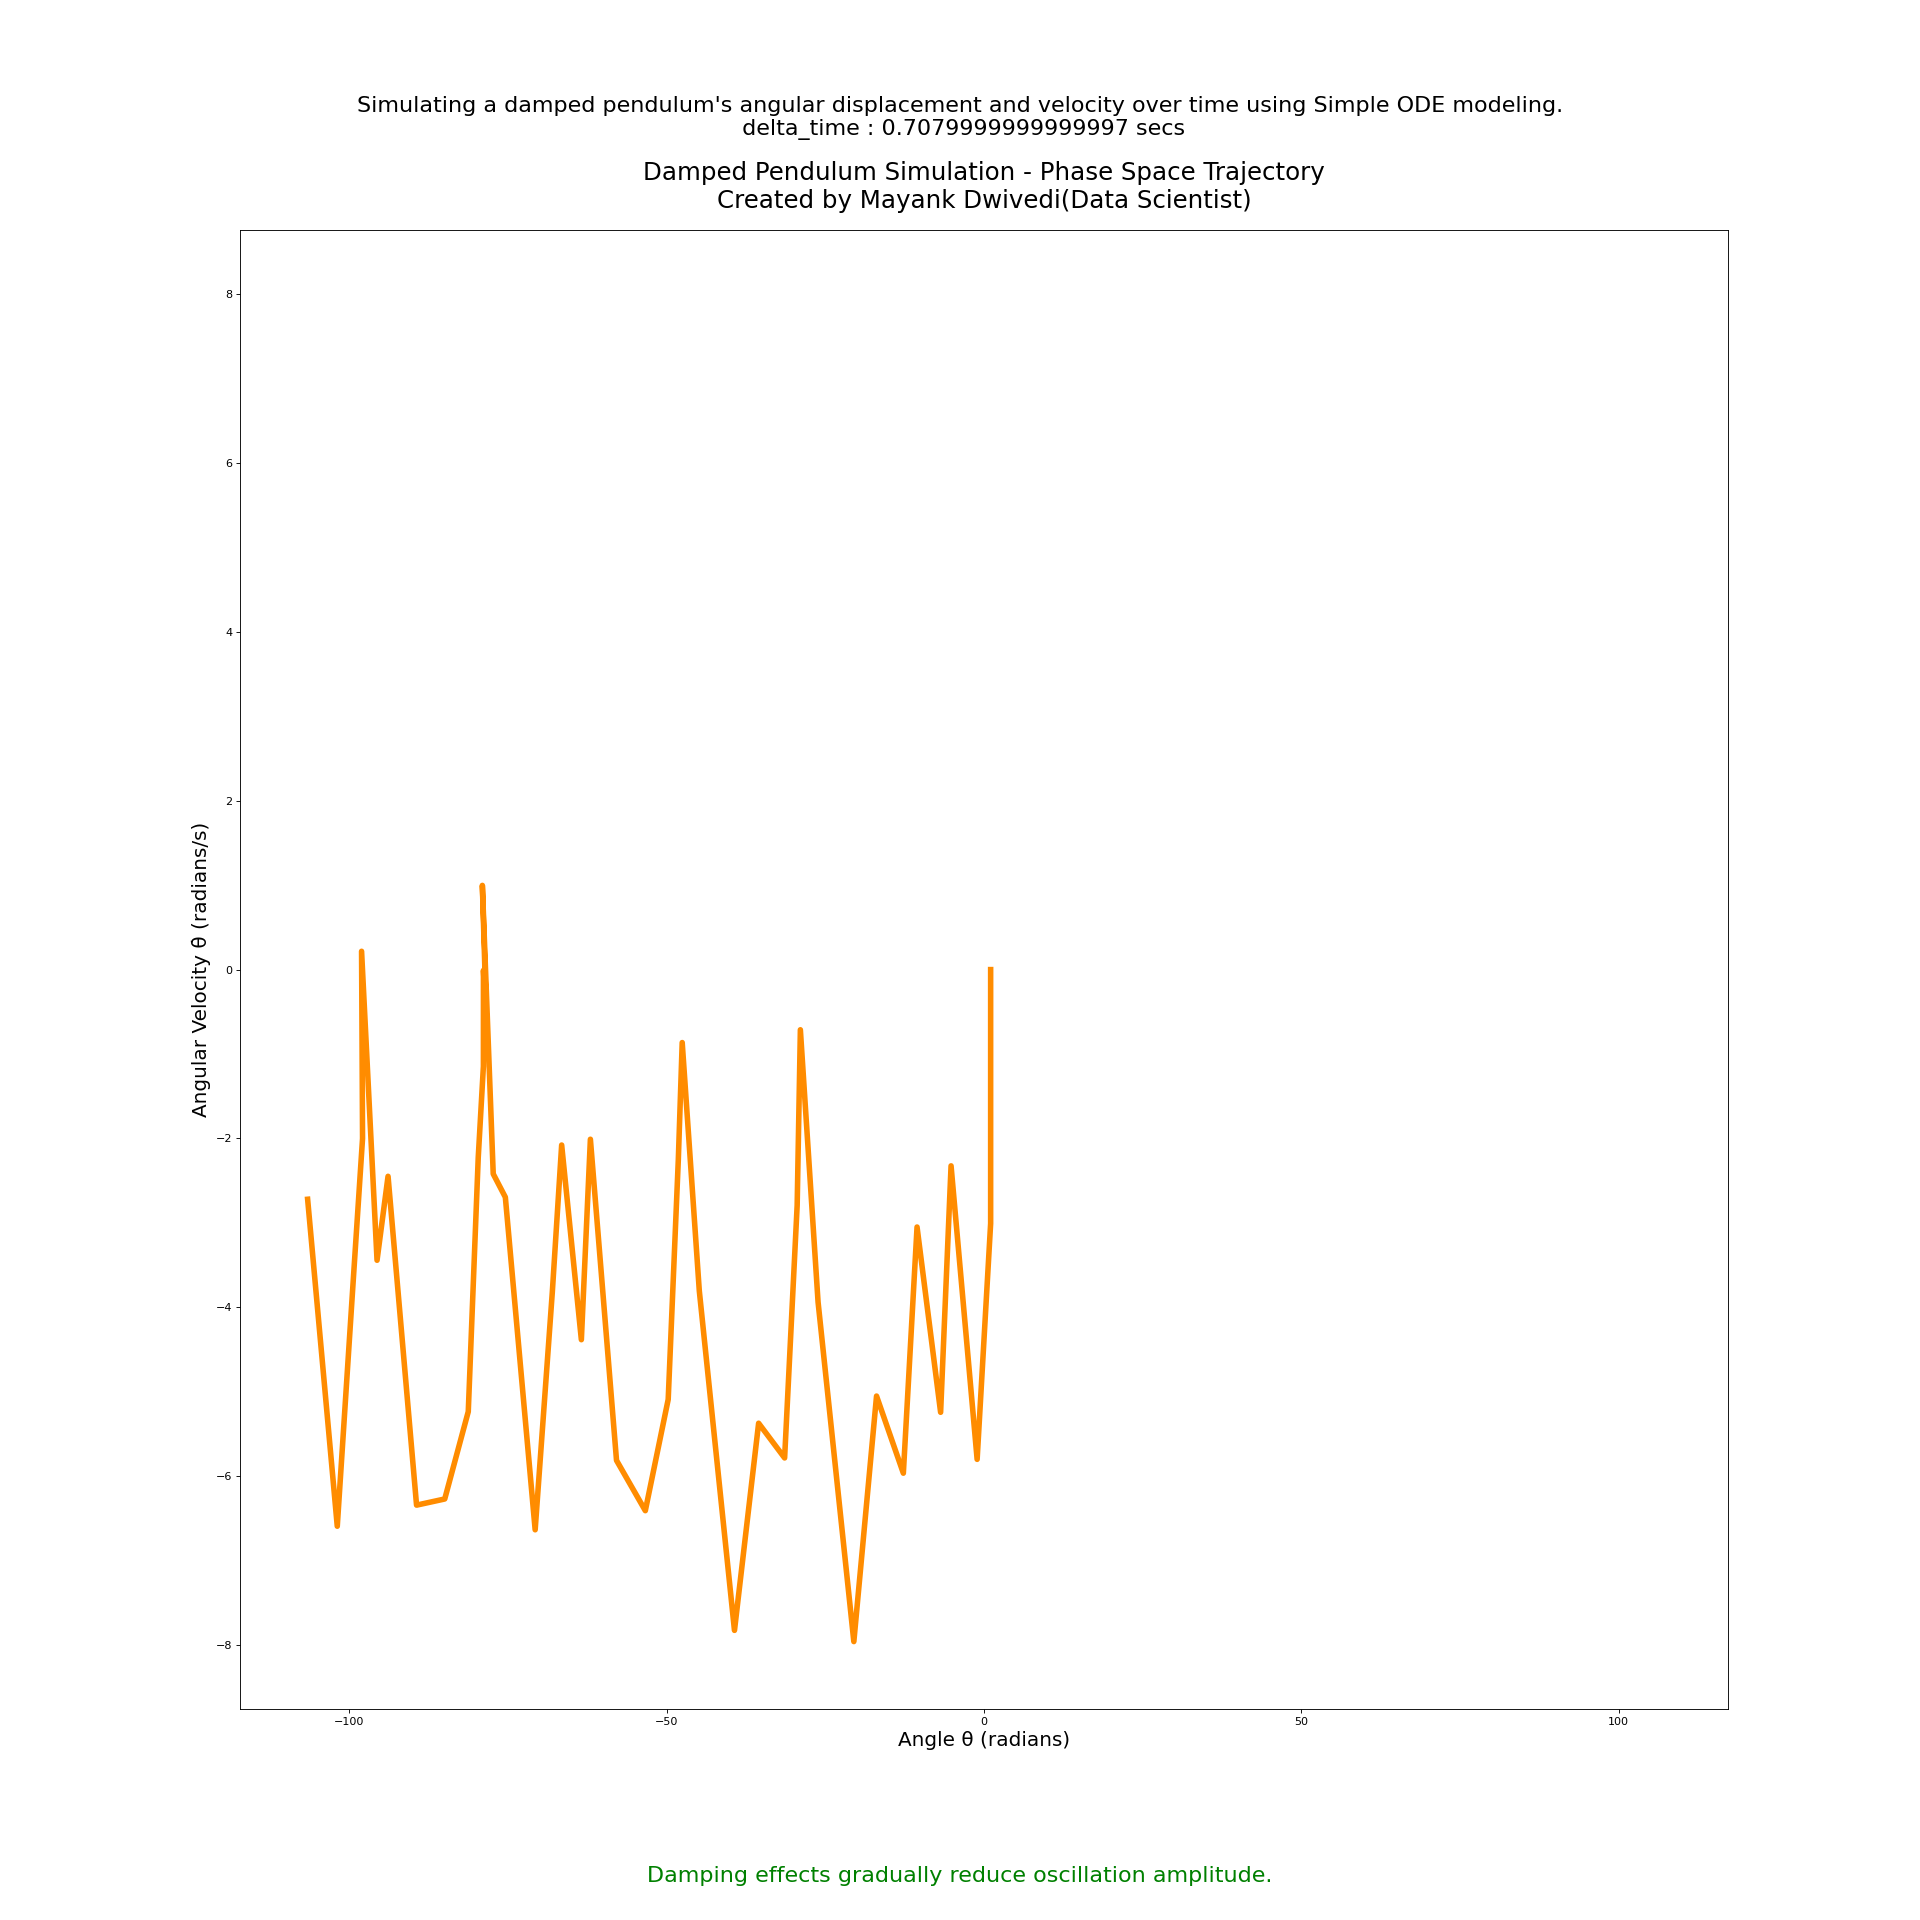 Simulating a damped pendulum's angular displacement and velocity over time using Simple ODE modeling.
delta_time : 0.7079999999999997 secs
Damped Pendulum Simulation - Phase Space Trajectory
Created by Mayank Dwivedi(Data Scientist)
8
6
4
2
0
−2
−4
−6
−8
Angular Velocity θ (radians/s)
−100
−50
0
50
100
Angle θ (radians)
Damping effects gradually reduce oscillation amplitude.